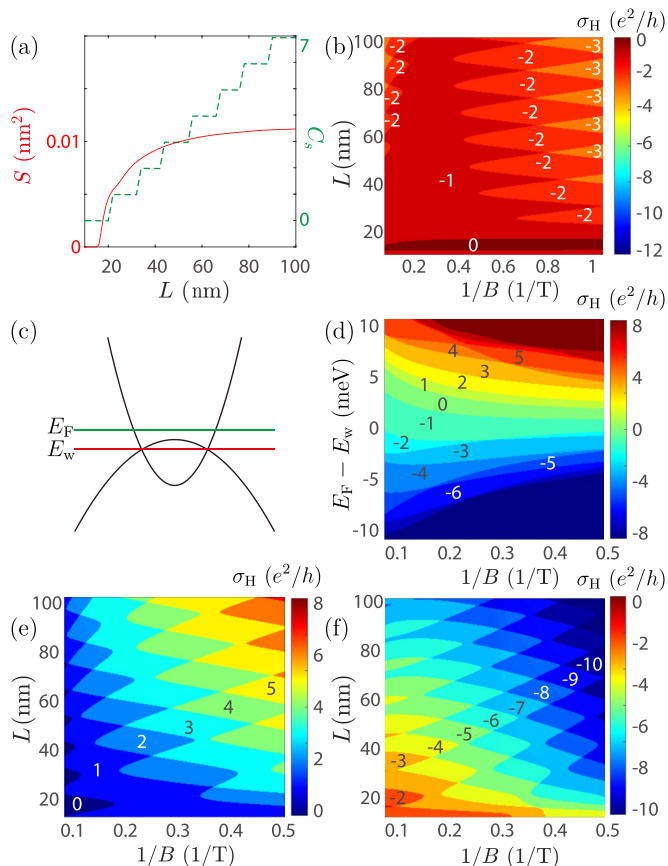 (a)
S (nm²)
0.01
0
7
C_s
0
20 40 60 80 100
L (nm)
(b)
σ_H (e²/h)
L(nm)
100
80
60
40
20
-2 -2 -3
-2 -2
-2 -2 -3
-2 -2
-2 -3
-1 -2
-2
0
0.2 0.4 0.6 0.8 1
1/B (1/T)
0
-2
-4
-6
-8
-10
-12
(c)
E_F
E_w
(d)
σ_H (e²/h)
E_F − E_w (meV)
10
5
0
-5
-10
4 5
3
1 2
0
-1
-2 -3
-4 -5
-6
0.1 0.2 0.3 0.4 0.5
1/B (1/T)
8
6
4
2
0
-2
-4
-6
-8
(e)
σ_H (e²/h)
L(nm)
100
80
60
40
20
5
4
3
2
1
0
0.1 0.2 0.3 0.4 0.5
1/B (1/T)
8
6
4
2
0
(f)
σ_H (e²/h)
L(nm)
100
80
60
40
20
-10
-9
-8
-7
-6
-5
-4
-3
-2
0.1 0.2 0.3 0.4 0.5
1/B (1/T)
0
-2
-4
-6
-8
-10